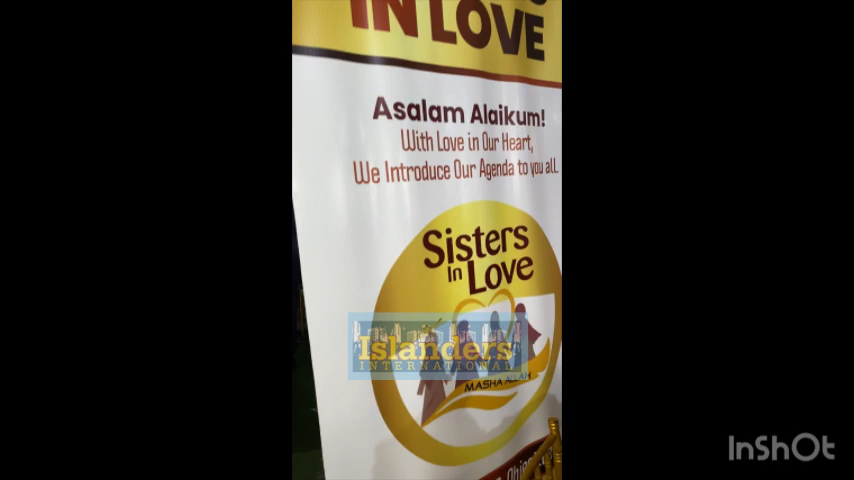 IN LOVE
Asalam Alaikum!
With Love in Our Heart,
We Introduce Our Agenda to you all.
Sisters
In Love
Islanders
INTERNATIONAL
MASHA ALLAH
InShOt